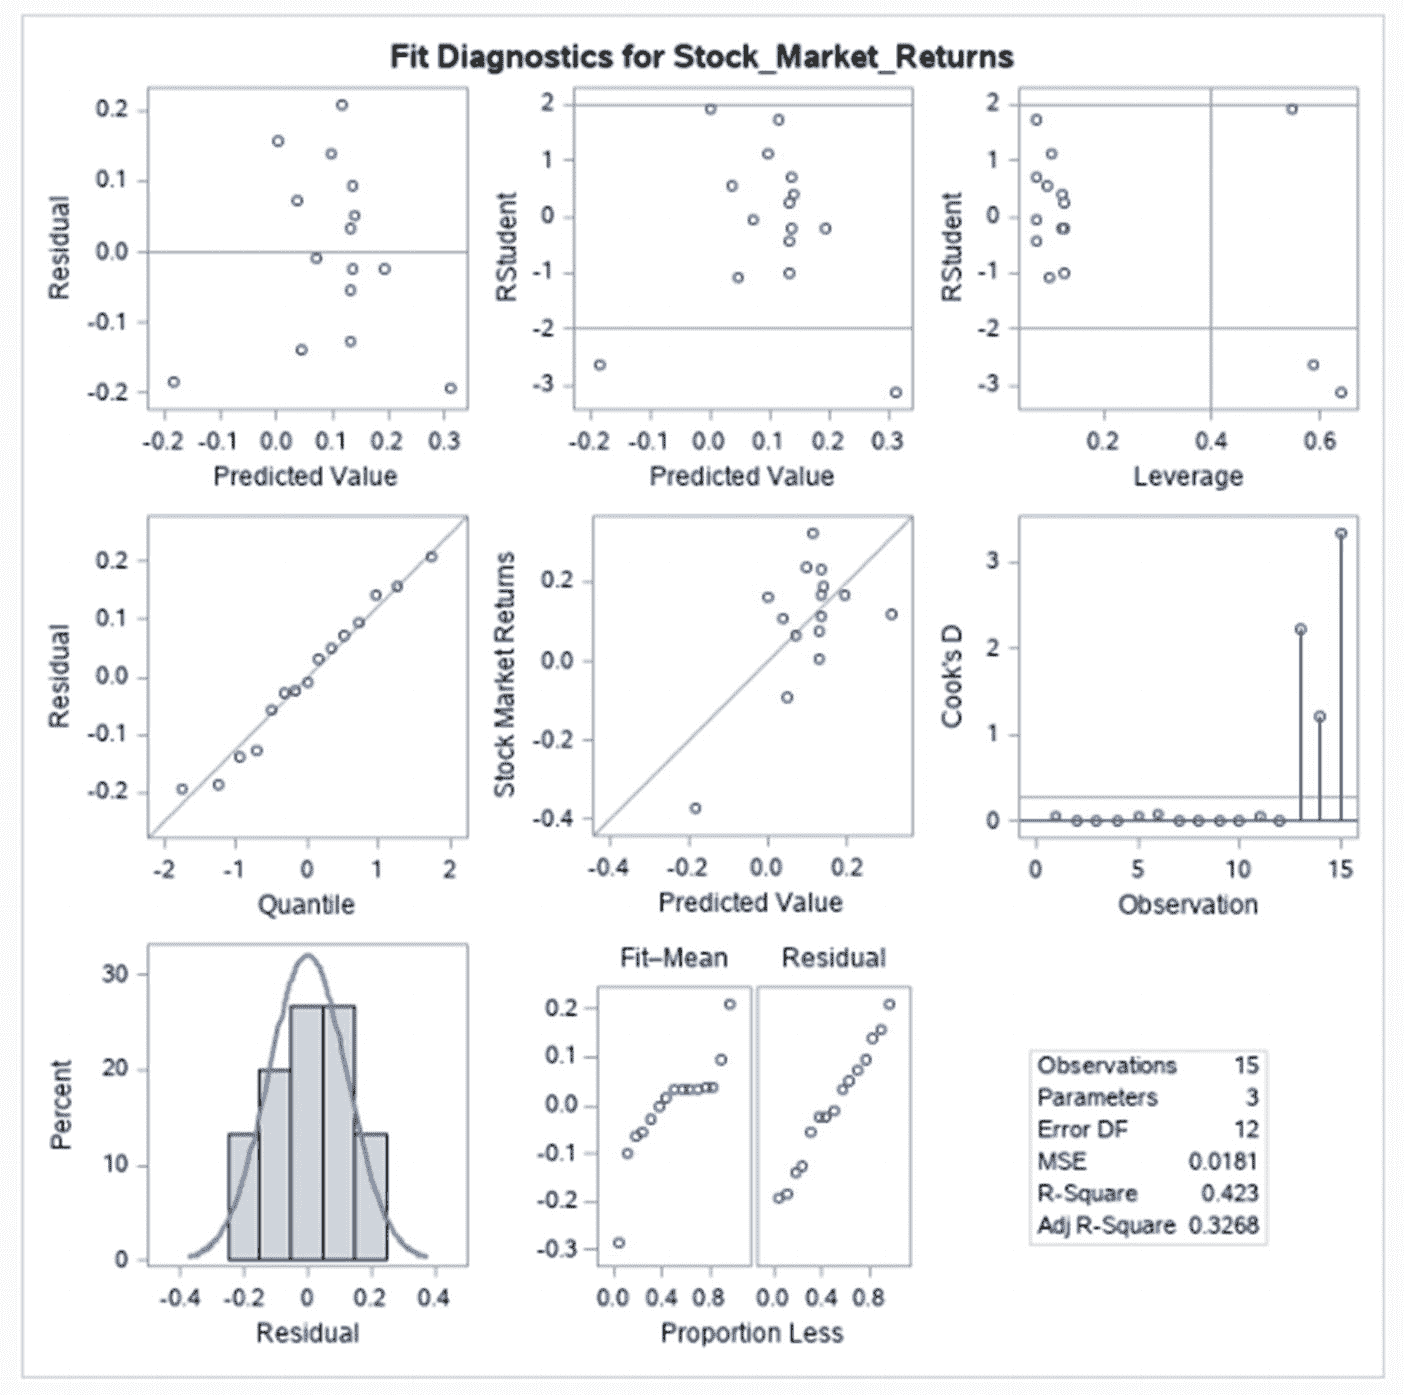 Fit Diagnostics for Stock_Market_Returns
0.2
0.1
0.0
-0.1
-0.2
Residual
-0.2 -0.1 0.0 0.1 0.2 0.3
Predicted Value
2
1
0
-1
-2
-3
RStudent
-0.2 -0.1 0.0 0.1 0.2 0.3
Predicted Value
2
1
0
-1
-2
-3
RStudent
0.2 0.4 0.6
Leverage
0.2
0.1
0.0
-0.1
-0.2
Residual
-2 -1 0 1 2
Quantile
0.2
0.0
-0.2
-0.4
Stock Market Returns
-0.4 -0.2 0.0 0.2
Predicted Value
3
2
1
0
Cook's D
0 5 10 15
Observation
30
20
10
0
Percent
-0.4 -0.2 0 0.2 0.4
Residual
Fit–Mean Residual
0.2
0.1
0.0
-0.1
-0.2
-0.3
0.0 0.4 0.8 0.0 0.4 0.8
Proportion Less
Observations 15
Parameters 3
Error DF 12
MSE 0.0181
R-Square 0.423
Adj R-Square 0.3268